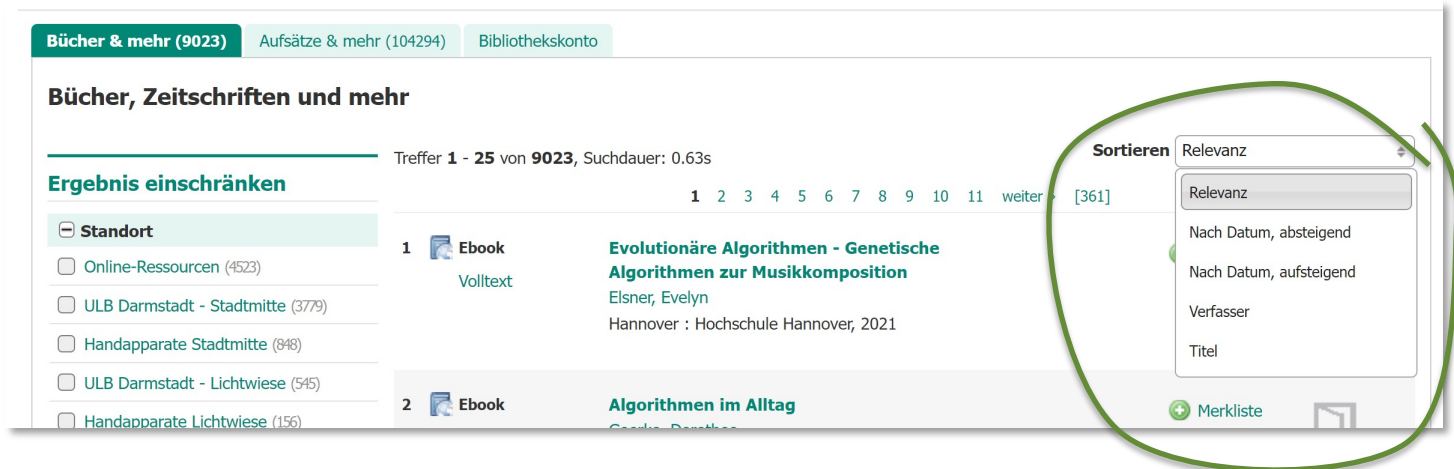 Bücher & mehr (9023) Aufsätze & mehr (104294) Bibliothekskonto
Bücher, Zeitschriften und mehr
Ergebnis einschränken
Standort
Online-Ressourcen (4523)
ULB Darmstadt - Stadtmitte (3779)
Handapparate Stadtmitte (848)
ULB Darmstadt - Lichtwiese (545)
Handapparate Lichtwiese (156)
Treffer 1 - 25 von 9023, Suchdauer: 0.63s
Sortieren Relevanz
Relevanz
Nach Datum, absteigend
Nach Datum, aufsteigend
Verfasser
Titel
1 2 3 4 5 6 7 8 9 10 11 weiter [361]
1 Ebook
Volltext
Evolutionäre Algorithmen - Genetische
Algorithmen zur Musikkomposition
Elsner, Evelyn
Hannover : Hochschule Hannover, 2021
2 Ebook
Algorithmen im Alltag
Merkliste